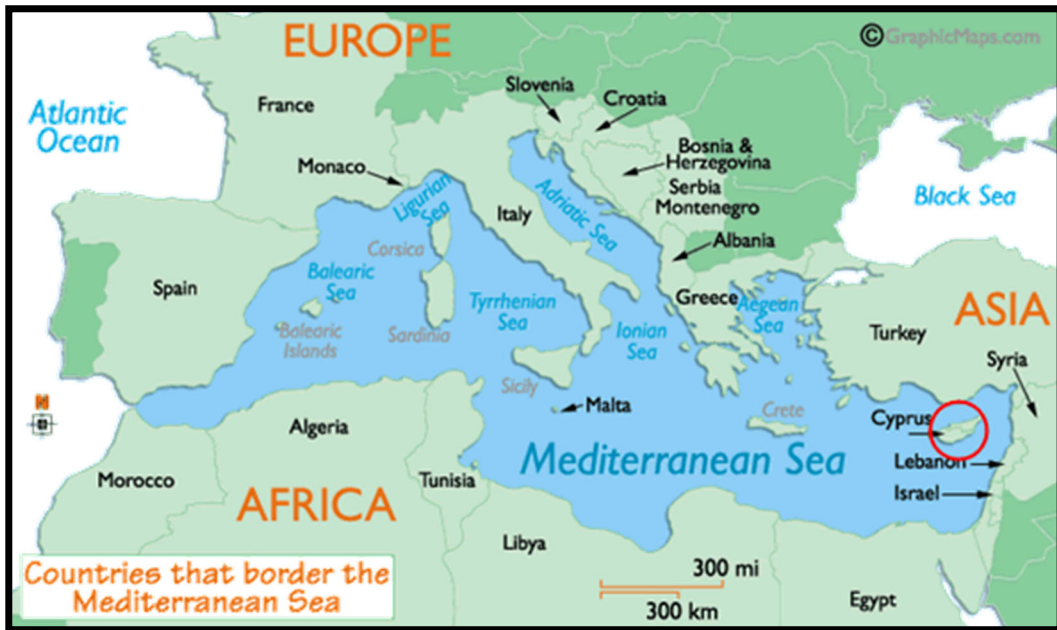 EUROPE
© GraphicMaps.com
Slovenia
Croatia
France
Atlantic
Ocean
Monaco
Bosnia &
Herzegovina
Serbia
Montenegro
Black Sea
Ligurian
Sea
Italy
Adriatic Sea
Albania
Corsica
Balearic
Sea
Spain
Tyrrhenian
Sea
Greece
Aegean
Sea
ASIA
Balearic
Islands
Sardinia
Ionian
Sea
Turkey
Syria
Sicily
Malta
Crete
Cyprus
N
Algeria
Mediterranean Sea
Lebanon
Morocco
Tunisia
Israel
AFRICA
Libya
300 mi
300 km
Egypt
Countries that border the
Mediterranean Sea